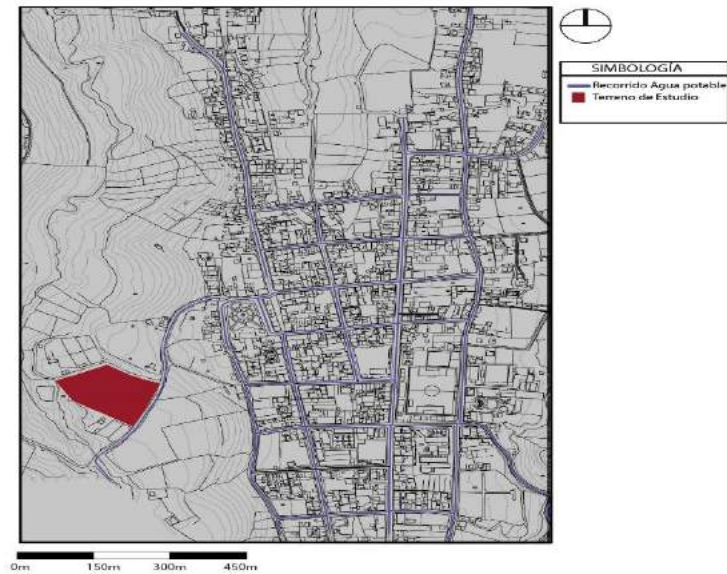 SIMBOLOGÍA
Recorrido Agua potable
Terreno de Estudio
0m 150m 300m 450m